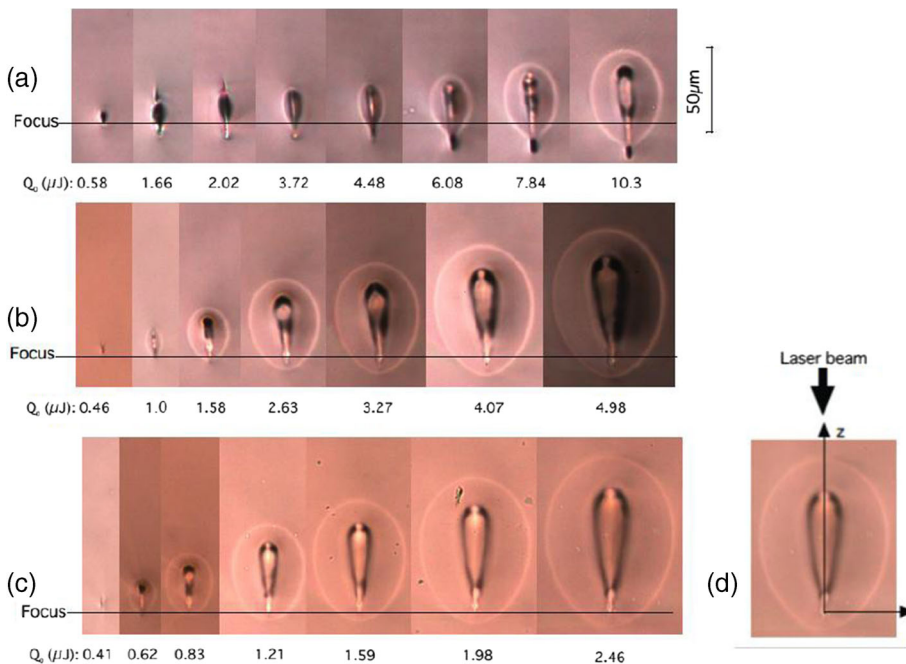 (a)
Focus
50μm
Q₀ (μJ): 0.58 1.66 2.02 3.72 4.48 6.08 7.84 10.3
(b)
Focus
Q₀ (μJ): 0.46 1.0 1.58 2.63 3.27 4.07 4.98
Laser beam
z
(c)
Focus
(d)
Q₀ (μJ): 0.41 0.62 0.83 1.21 1.59 1.98 2.46